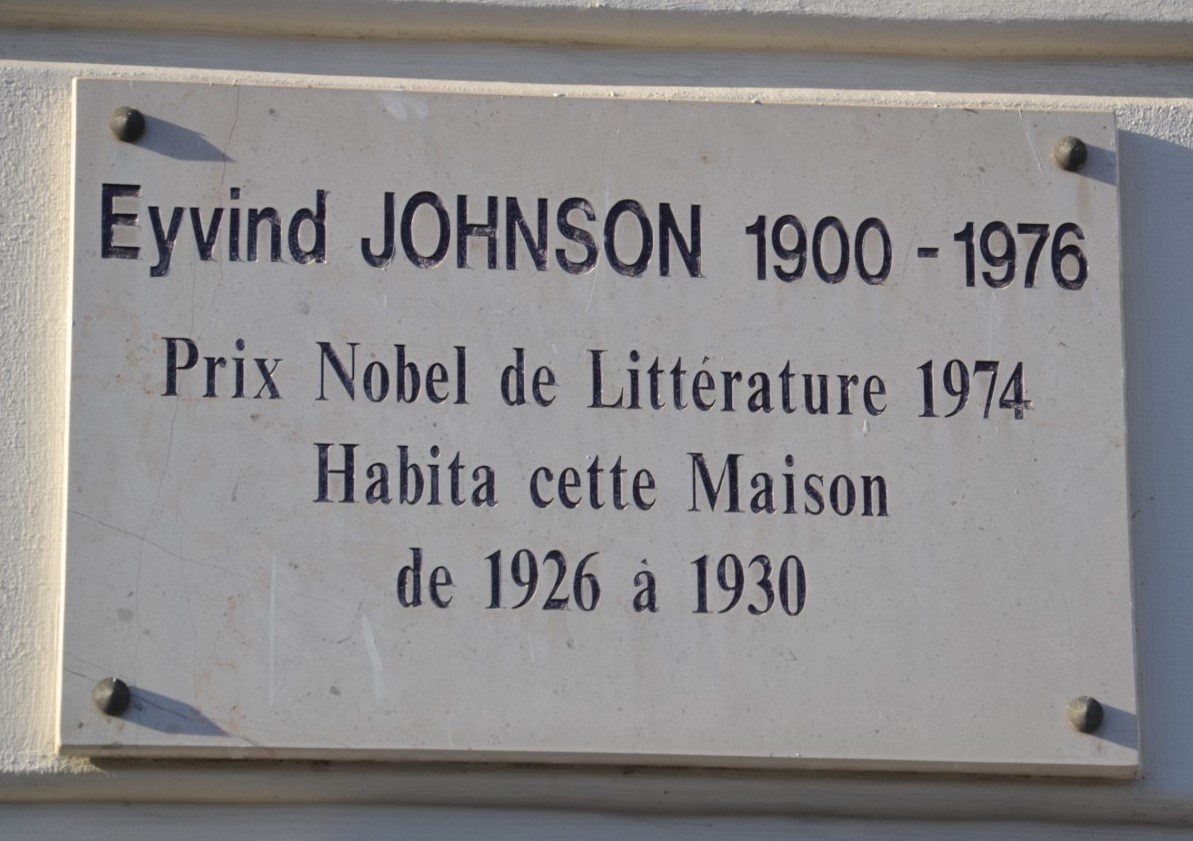 Eyvind JOHNSON 1900 - 1976
Prix Nobel de Littérature 1974
Habita cette Maison
de 1926 à 1930